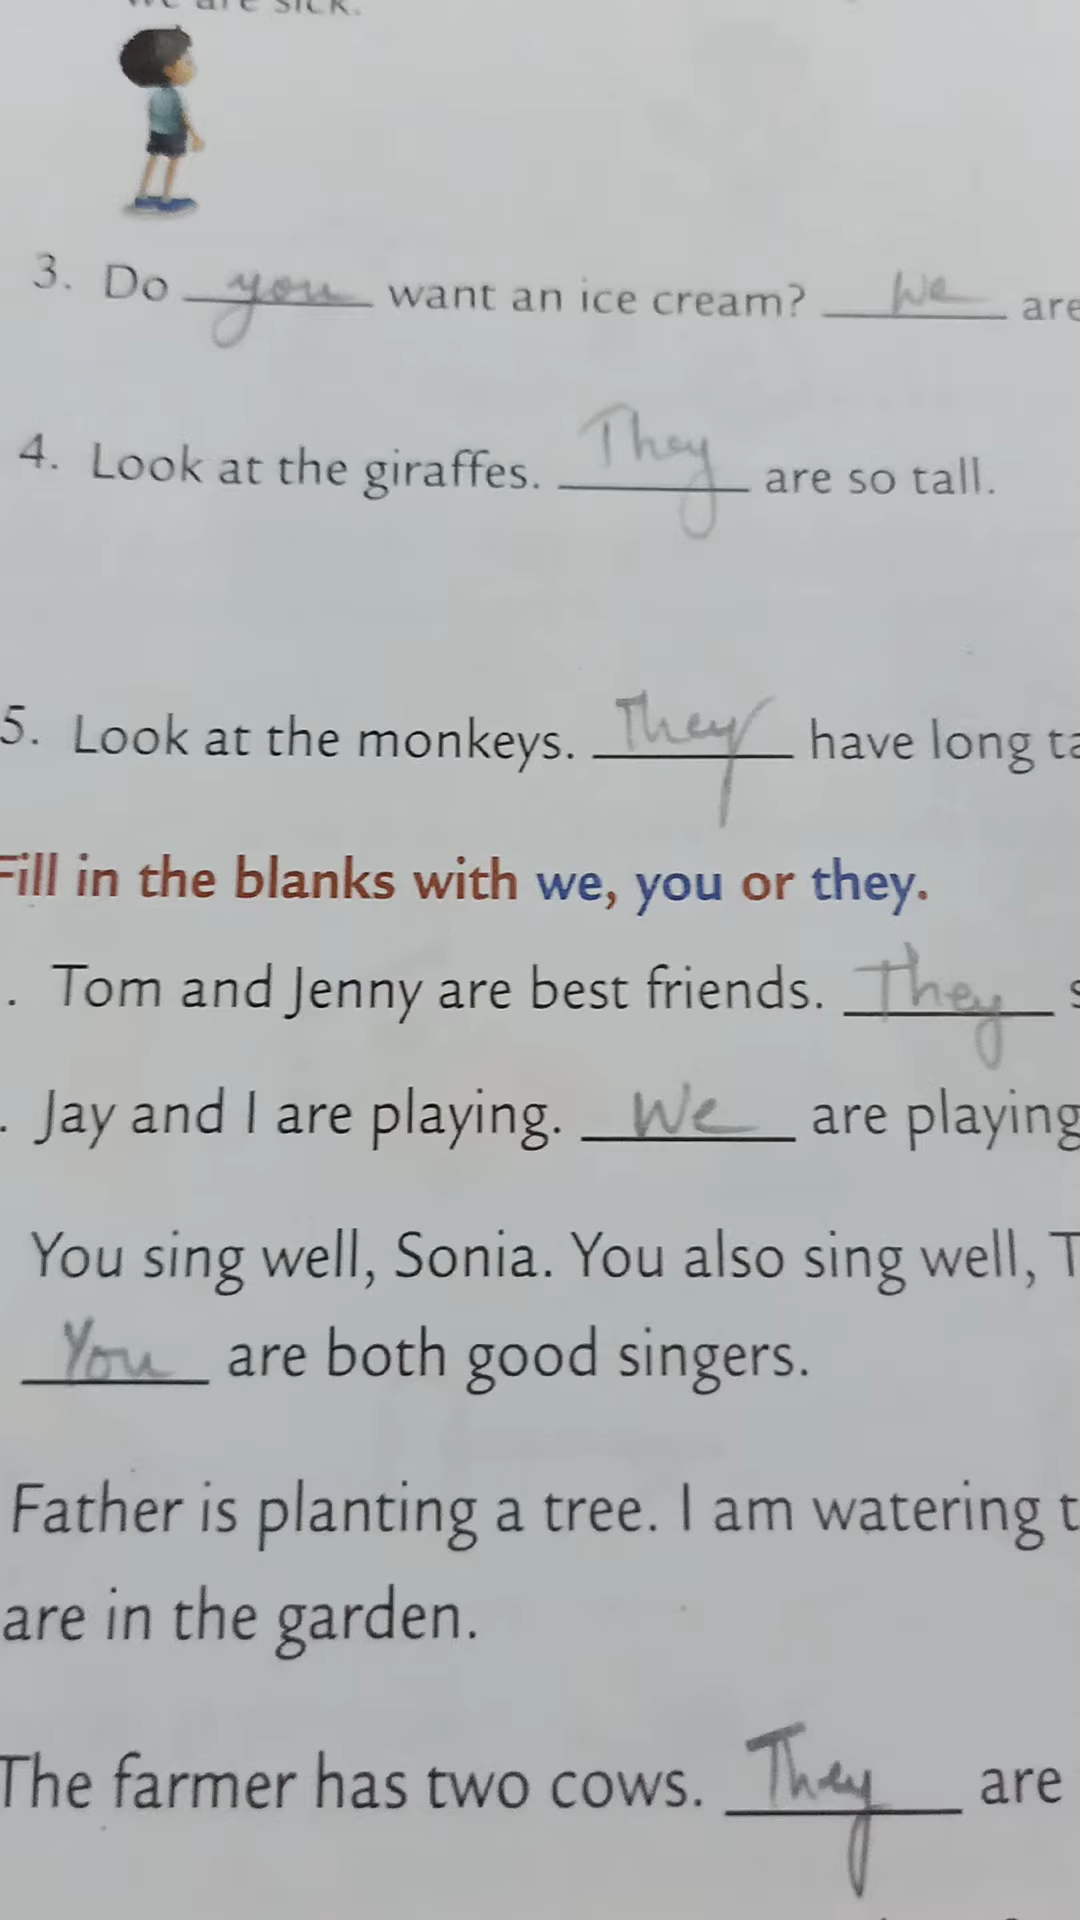 we are sick.
3. Do you want an ice cream? We are
4. Look at the giraffes. They are so tall.
5. Look at the monkeys. They have long ta
Fill in the blanks with we, you or they.
. Tom and Jenny are best friends. They s
. Jay and I are playing. We are playing
You sing well, Sonia. You also sing well, T
You are both good singers.
Father is planting a tree. I am watering t
are in the garden.
The farmer has two cows. They are